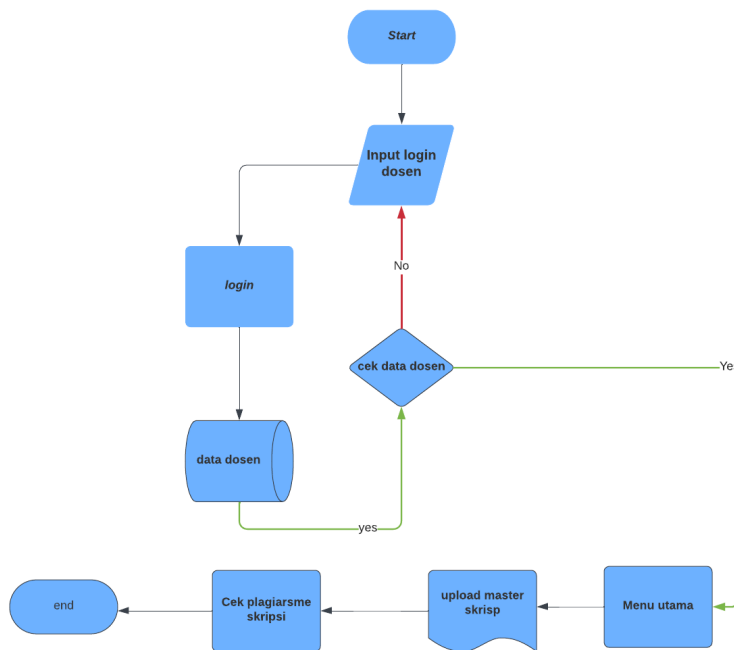 Start
Input login
dosen
No
login
cek data dosen
Ye
data dosen
yes
end
Cek plagiarsme
skripsi
upload master
skrisp
Menu utama